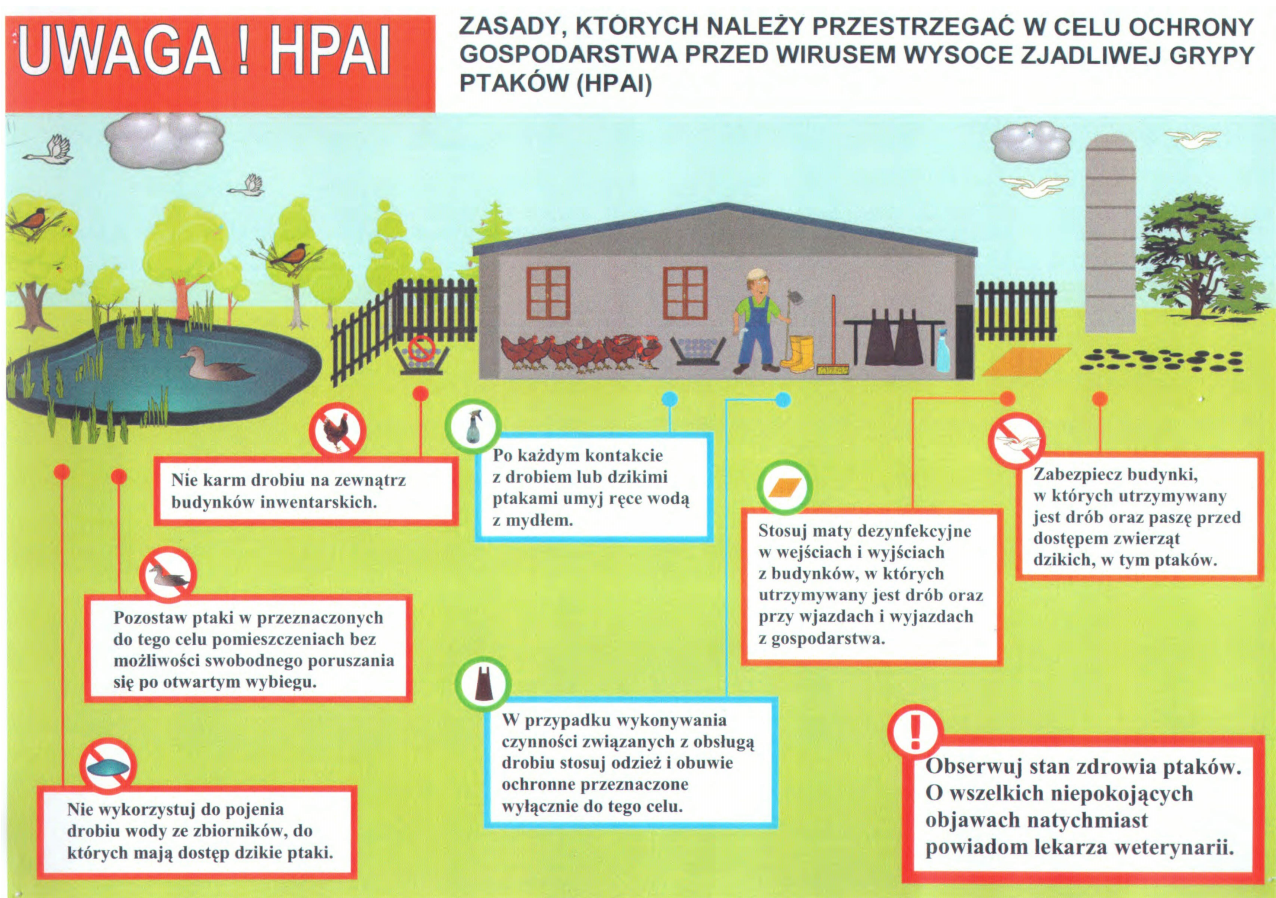 UWAGA ! HPAI
ZASADY, KTÓRYCH NALEŻY PRZESTRZEGAĆ W CELU OCHRONY
GOSPODARSTWA PRZED WIRUSEM WYSOCE ZJADLIWEJ GRYPY
PTAKÓW (HPAI)
Nie karm drobiu na zewnątrz
budynków inwentarskich.
Po każdym kontakcie
z drobiem lub dzikimi
ptakami umyj ręce wodą
z mydłem.
Stosuj maty dezynfekcyjne
w wejściach i wyjściach
z budynków, w których
utrzymywany jest drób oraz
przy wjazdach i wyjazdach
z gospodarstwa.
Zabezpiecz budynki,
w których utrzymywany
jest drób oraz paszę przed
dostępem zwierząt
dzikich, w tym ptaków.
Pozostaw ptaki w przeznaczonych
do tego celu pomieszczeniach bez
możliwości swobodnego poruszania
się po otwartym wybiegu.
W przypadku wykonywania
czynności związanych z obsługą
drobiu stosuj odzież i obuwie
ochronne przeznaczone
wyłącznie do tego celu.
Nie wykorzystuj do pojenia
drobiu wody ze zbiorników, do
których mają dostęp dzikie ptaki.
!
Obserwuj stan zdrowia ptaków.
O wszelkich niepokojących
objawach natychmiast
powiadom lekarza weterynarii.